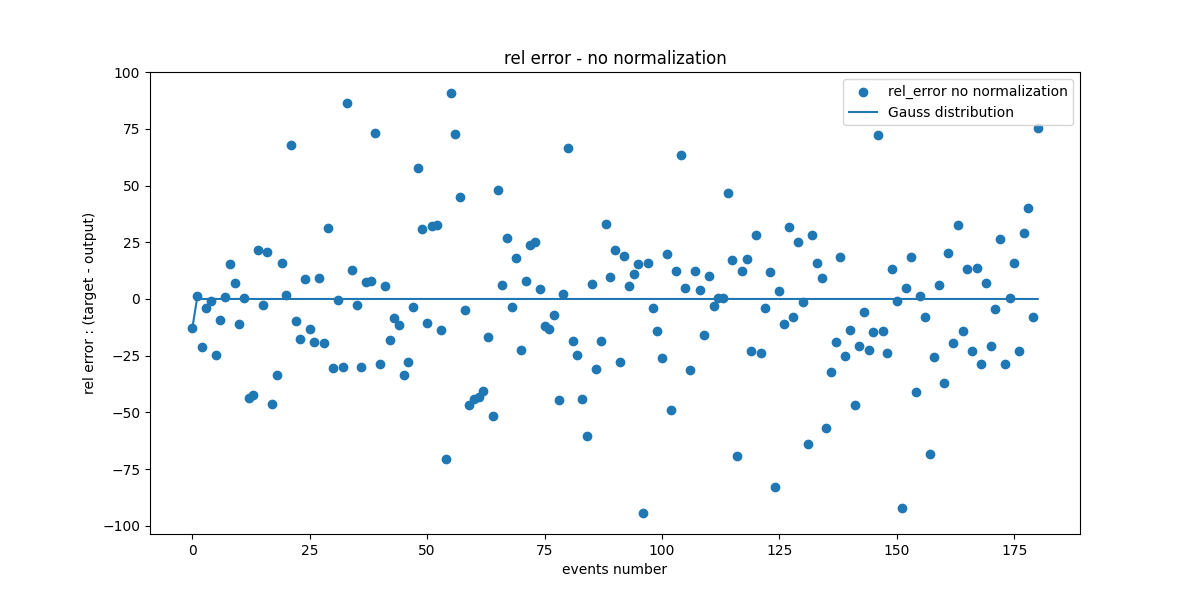 rel error - no normalization
100
75
50
25
0
−25
−50
−75
−100
rel error : (target - output)
rel_error no normalization
Gauss distribution
0 25 50 75 100 125 150 175
events number